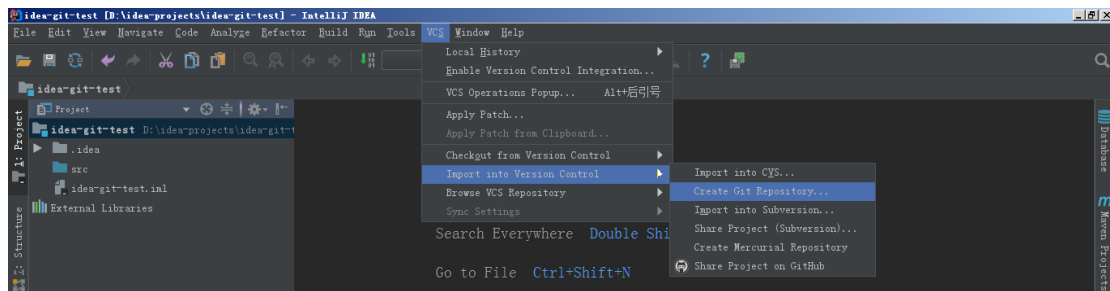 idea-git-test [D:\idea-projects\idea-git-test] - IntelliJ IDEA
File Edit View Navigate Code Analyze Refactor Build Run Tools VCS Window Help
idea-git-test
Project
idea-git-test D:\idea-projects\idea-git-t
.idea
src
idea-git-test.iml
External Libraries
1: Project
7: Structure
Local History
Enable Version Control Integration...
VCS Operations Popup... Alt+后引号
Apply Patch...
Apply Patch from Clipboard...
Checkout from Version Control
Import into Version Control
Browse VCS Repository
Sync Settings
Import into CVS...
Create Git Repository...
Import into Subversion...
Share Project (Subversion)...
Create Mercurial Repository
Share Project on GitHub
Search Everywhere Double Shi
Go to File Ctrl+Shift+N
Database
Maven Projects